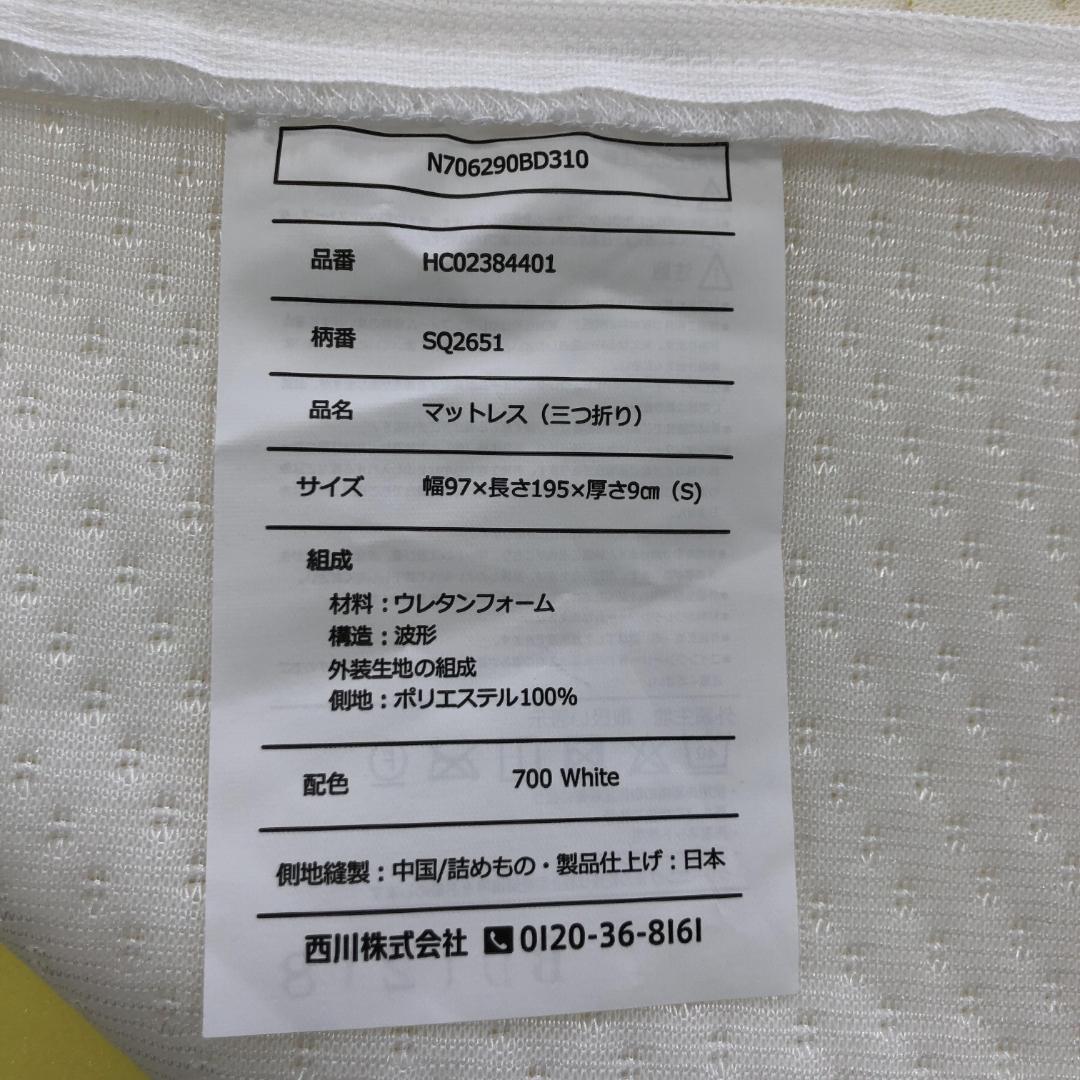 N706290BD310
品番 HC02384401
柄番 SQ2651
品名 マットレス（三つ折り）
サイズ 幅97×長さ195×厚さ9㎝（S）
組成
材料：ウレタンフォーム
構造：波形
外装生地の組成
側地：ポリエステル100%
配色 700 White
側地縫製：中国/詰めもの・製品仕上げ：日本
西川株式会社 0120-36-8161